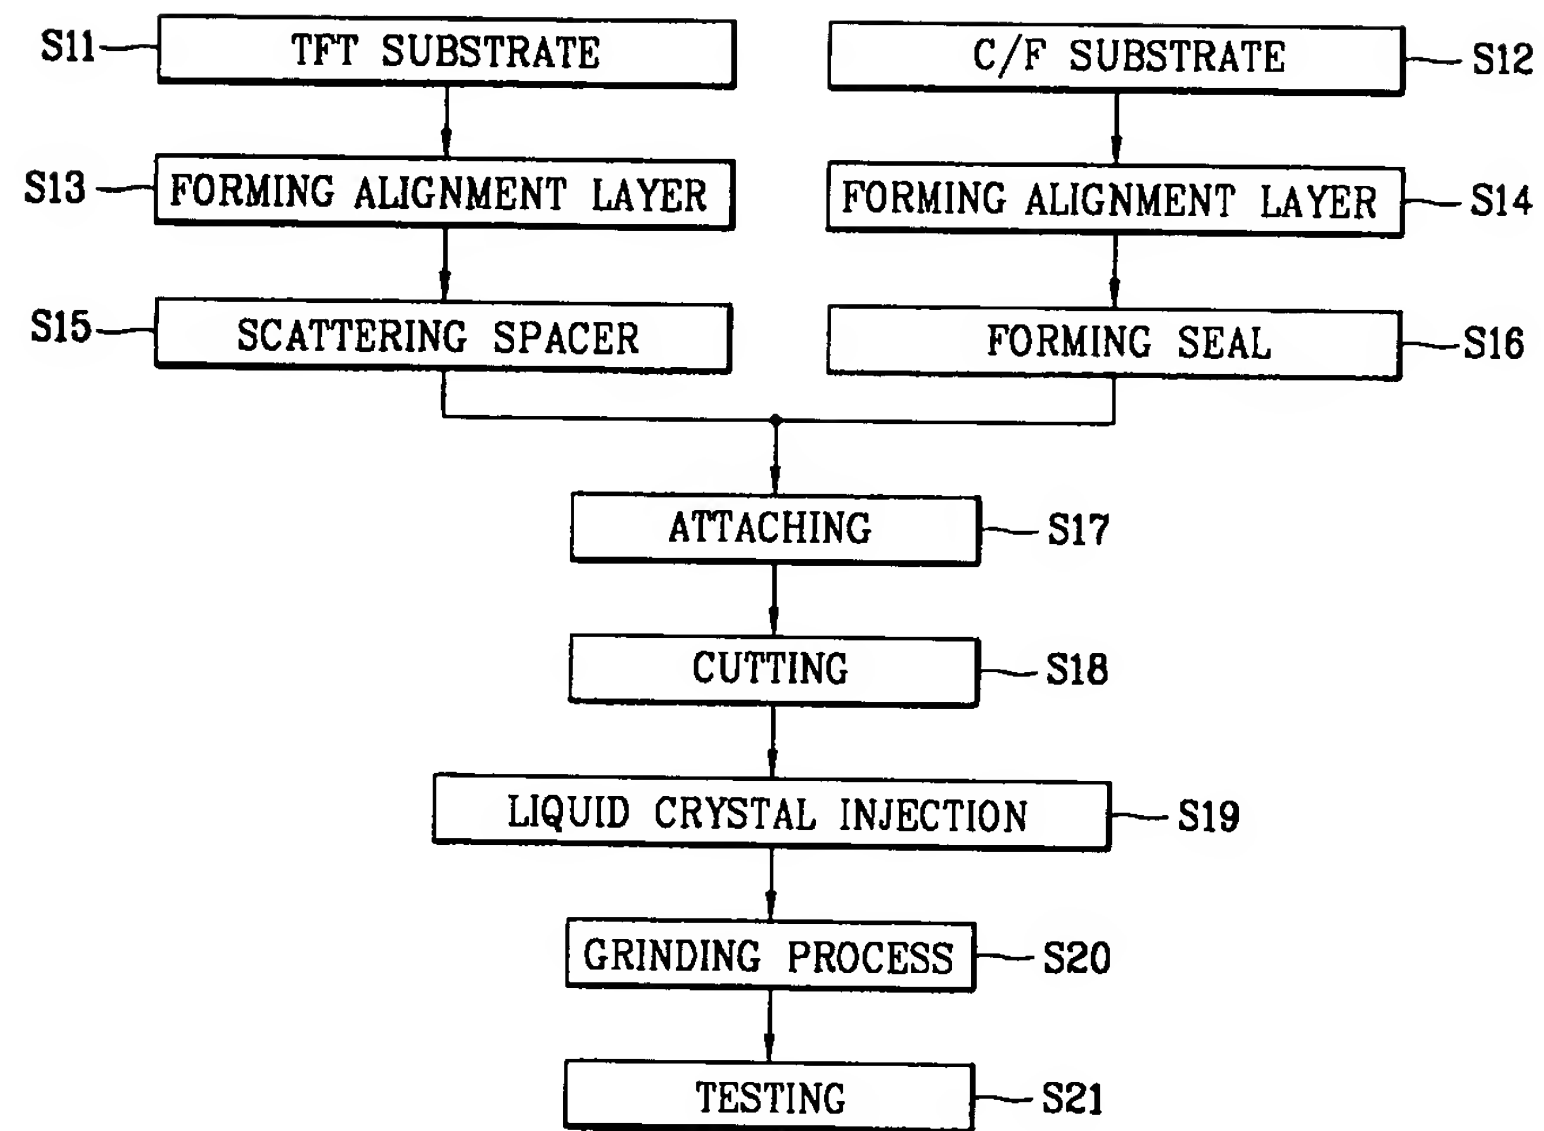 S11 TFT SUBSTRATE C/F SUBSTRATE S12
S13 FORMING ALIGNMENT LAYER FORMING ALIGNMENT LAYER S14
S15 SCATTERING SPACER FORMING SEAL S16
ATTACHING S17
CUTTING S18
LIQUID CRYSTAL INJECTION S19
GRINDING PROCESS S20
TESTING S21